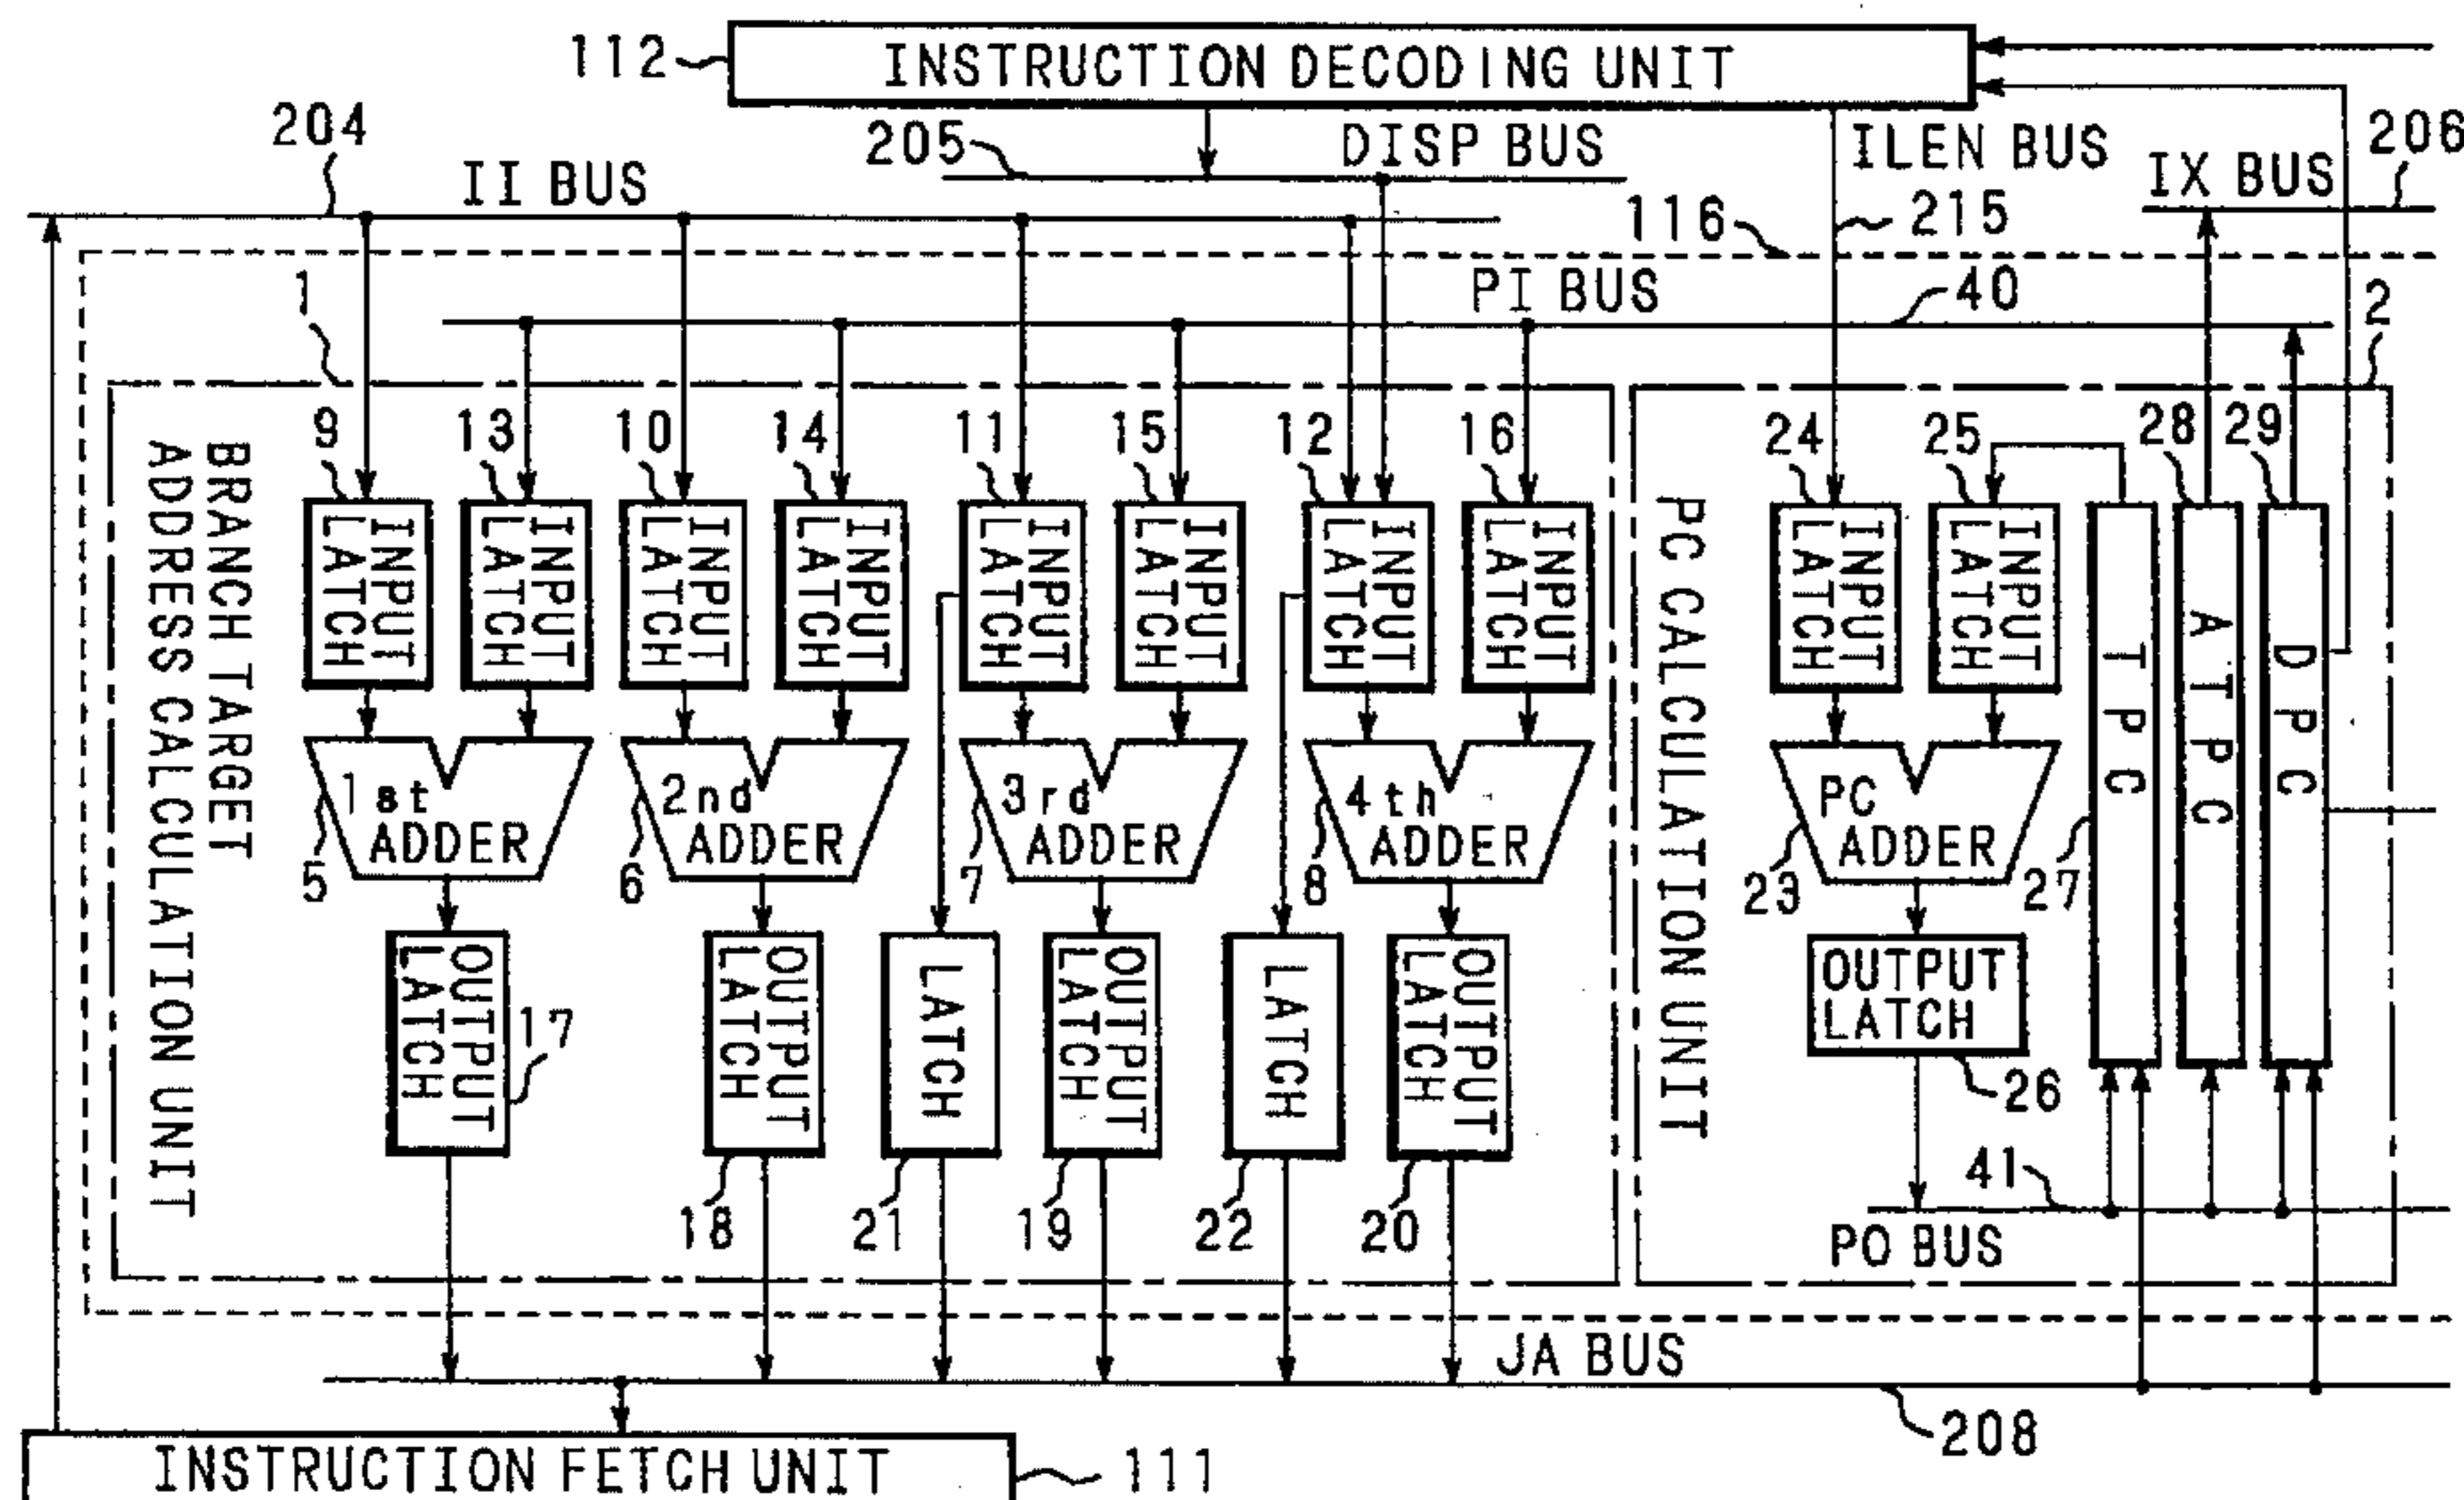 112
INSTRUCTION DECODING UNIT
204
205
DISP BUS
ILEN BUS
206
II BUS
IX BUS
116
215
1
PI BUS
40
2
BRANCH TARGET
ADDRESS CALCULATION UNIT
9
13
10
14
11
15
12
16
PC CALCULATION UNIT
24
25
28
29
INPUT
LATCH
INPUT
LATCH
INPUT
LATCH
INPUT
LATCH
INPUT
LATCH
INPUT
LATCH
INPUT
LATCH
INPUT
LATCH
INPUT
LATCH
INPUT
LATCH
TPC
ATPC
DPC
1st
ADDER
2nd
ADDER
3rd
ADDER
4th
ADDER
PC
ADDER
5
6
7
8
23
27
OUTPUT
LATCH
17
OUTPUT
LATCH
LATCH
OUTPUT
LATCH
LATCH
OUTPUT
LATCH
OUTPUT
LATCH
26
18
21
19
22
20
41
PO BUS
JA BUS
208
INSTRUCTION FETCH UNIT
111